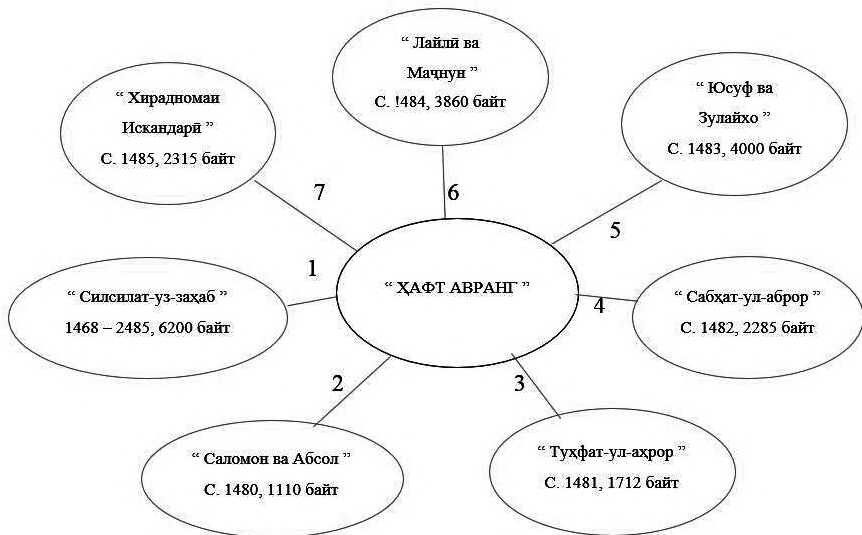 “ Лайлӣ ва
Маҷнун ”
С. !484, 3860 байт
“ Хирадномаи
Искандарӣ ”
С. 1485, 2315 байт
“ Юсуф ва
Зулайхо ”
С. 1483, 4000 байт
7
6
5
1
“ Силсилат-уз-заҳаб ”
1468 – 2485, 6200 байт
“ ҲАФТ АВРАНГ ”
4
“ Сабҳат-ул-аброр ”
С. 1482, 2285 байт
2
3
“ Саломон ва Абсол ”
С. 1480, 1110 байт
“ Туҳфат-ул-аҳрор ”
С. 1481, 1712 байт